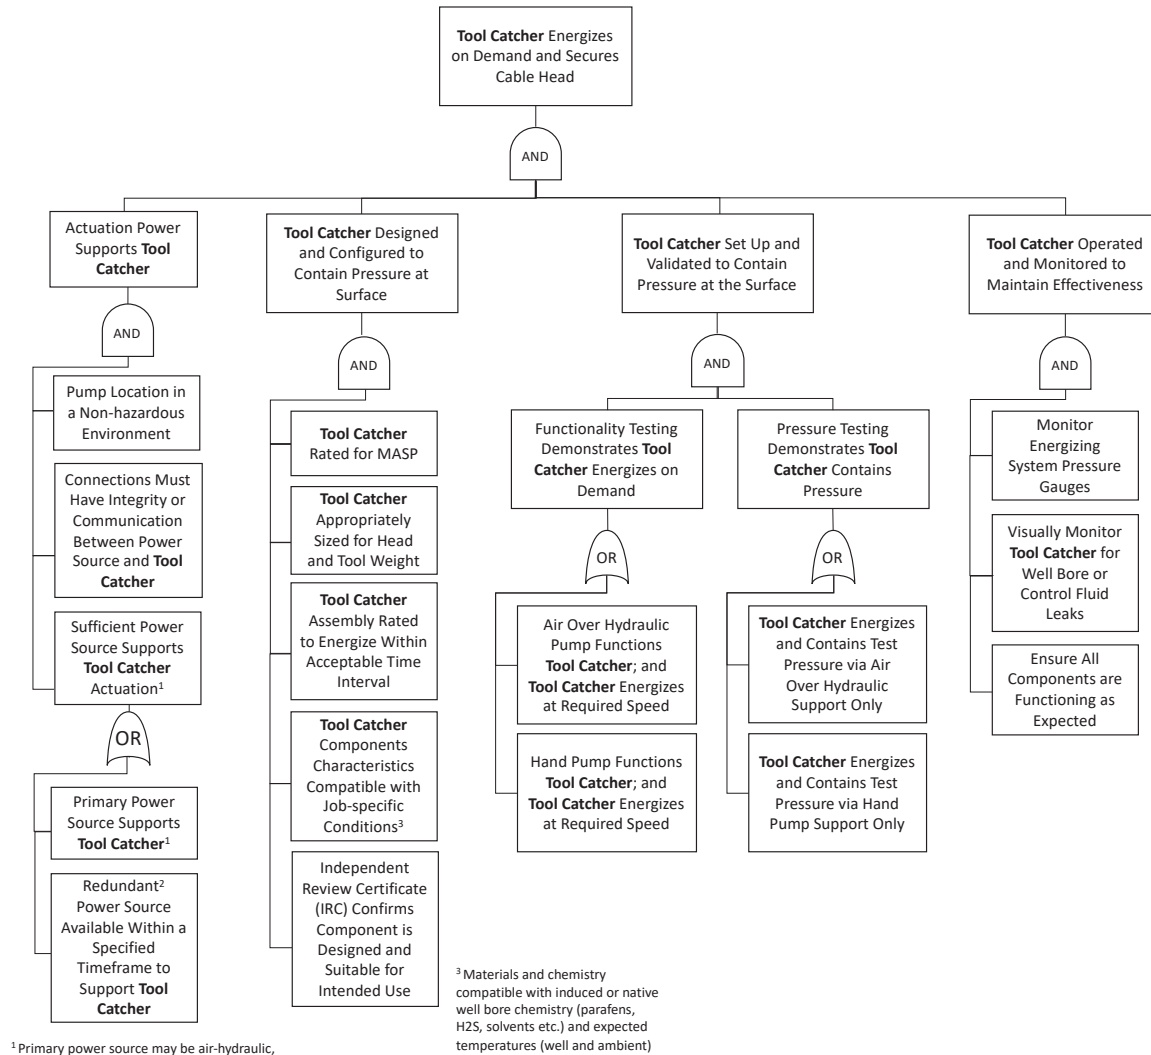 Tool Catcher Energizes
on Demand and Secures
Cable Head
AND
Actuation Power
Supports Tool
Catcher
AND
Pump Location in
a Non-hazardous
Environment
Connections Must
Have Integrity or
Communication
Between Power
Source and Tool
Catcher
Sufficient Power
Source Supports
Tool Catcher
Actuation¹
OR
Primary Power
Source Supports
Tool Catcher¹
Redundant²
Power Source
Available Within a
Specified
Timeframe to
Support Tool
Catcher
Tool Catcher Designed
and Configured to
Contain Pressure at
Surface
AND
Tool Catcher
Rated for MASP
Tool Catcher
Appropriately
Sized for Head
and Tool Weight
Tool Catcher
Assembly Rated
to Energize Within
Acceptable Time
Interval
Tool Catcher
Components
Characteristics
Compatible with
Job-specific
Conditions³
Independent
Review Certificate
(IRC) Confirms
Component is
Designed and
Suitable for
Intended Use
Tool Catcher Set Up and
Validated to Contain
Pressure at the Surface
AND
Functionality Testing
Demonstrates Tool
Catcher Energizes on
Demand
OR
Air Over Hydraulic
Pump Functions
Tool Catcher; and
Tool Catcher Energizes
at Required Speed
Hand Pump Functions
Tool Catcher; and
Tool Catcher Energizes
at Required Speed
Pressure Testing
Demonstrates Tool
Catcher Contains
Pressure
OR
Tool Catcher Energizes
and Contains Test
Pressure via Air
Over Hydraulic
Support Only
Tool Catcher Energizes
and Contains Test
Pressure via Hand
Pump Support Only
Tool Catcher Operated
and Monitored to
Maintain Effectiveness
AND
Monitor
Energizing
System Pressure
Gauges
Visually Monitor
Tool Catcher for
Well Bore or
Control Fluid
Leaks
Ensure All
Components are
Functioning as
Expected
³ Materials and chemistry
compatible with induced or native
well bore chemistry (parafens,
H2S, solvents etc.) and expected
temperatures (well and ambient)
¹ Primary power source may be air-hydraulic,